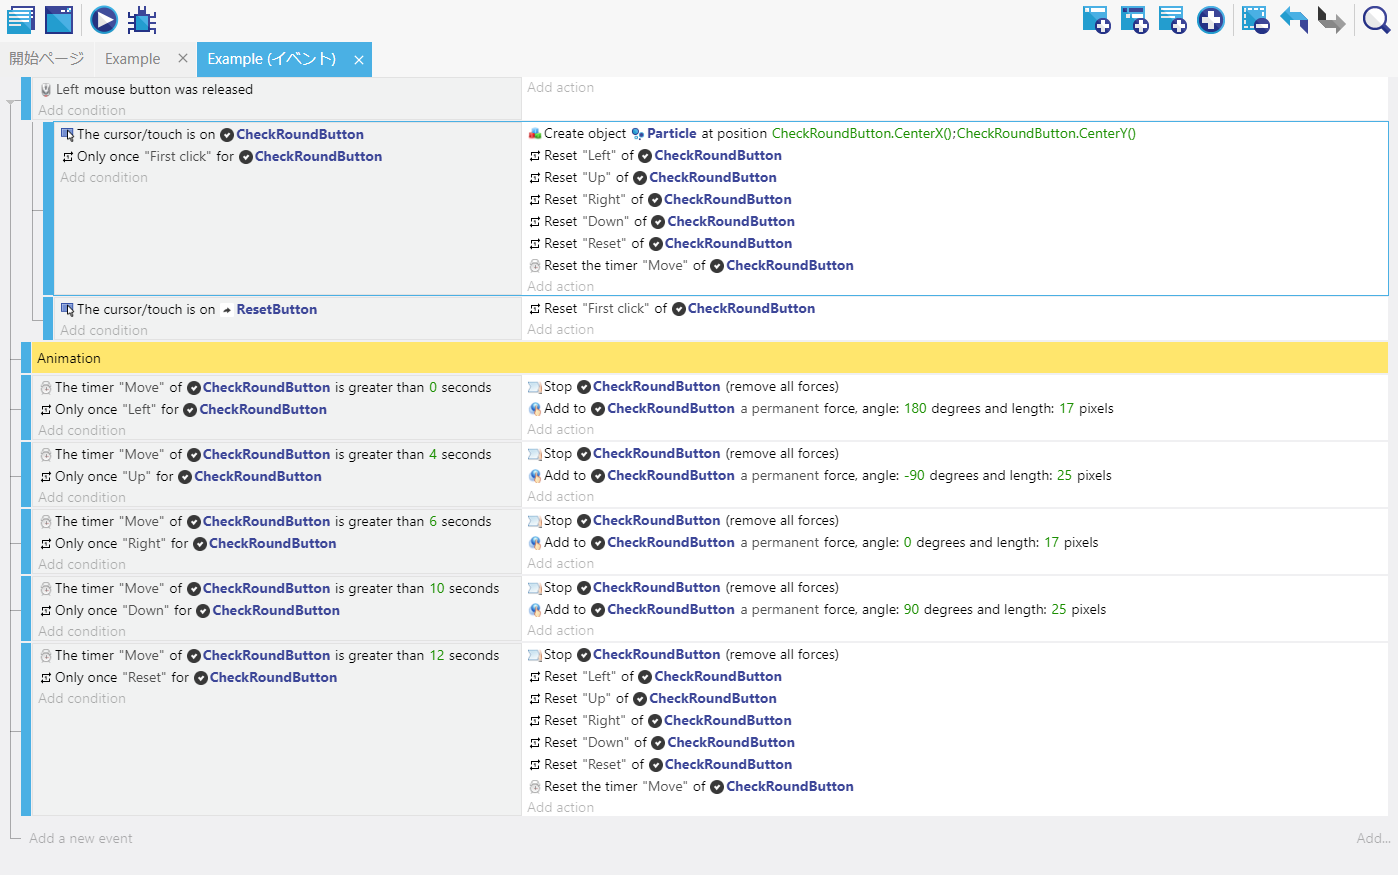 開始ページ
Example ×
Example (イベント) ×
Left mouse button was released
Add condition
Add action
The cursor/touch is on CheckRoundButton
Only once "First click" for CheckRoundButton
Add condition
Create object Particle at position CheckRoundButton.CenterX();CheckRoundButton.CenterY()
Reset "Left" of CheckRoundButton
Reset "Up" of CheckRoundButton
Reset "Right" of CheckRoundButton
Reset "Down" of CheckRoundButton
Reset "Reset" of CheckRoundButton
Reset the timer "Move" of CheckRoundButton
Add action
The cursor/touch is on ResetButton
Add condition
Reset "First click" of CheckRoundButton
Add action
Animation
The timer "Move" of CheckRoundButton is greater than 0 seconds
Only once "Left" for CheckRoundButton
Add condition
Stop CheckRoundButton (remove all forces)
Add to CheckRoundButton a permanent force, angle: 180 degrees and length: 17 pixels
Add action
The timer "Move" of CheckRoundButton is greater than 4 seconds
Only once "Up" for CheckRoundButton
Add condition
Stop CheckRoundButton (remove all forces)
Add to CheckRoundButton a permanent force, angle: -90 degrees and length: 25 pixels
Add action
The timer "Move" of CheckRoundButton is greater than 6 seconds
Only once "Right" for CheckRoundButton
Add condition
Stop CheckRoundButton (remove all forces)
Add to CheckRoundButton a permanent force, angle: 0 degrees and length: 17 pixels
Add action
The timer "Move" of CheckRoundButton is greater than 10 seconds
Only once "Down" for CheckRoundButton
Add condition
Stop CheckRoundButton (remove all forces)
Add to CheckRoundButton a permanent force, angle: 90 degrees and length: 25 pixels
Add action
The timer "Move" of CheckRoundButton is greater than 12 seconds
Only once "Reset" for CheckRoundButton
Add condition
Stop CheckRoundButton (remove all forces)
Reset "Left" of CheckRoundButton
Reset "Up" of CheckRoundButton
Reset "Right" of CheckRoundButton
Reset "Down" of CheckRoundButton
Reset "Reset" of CheckRoundButton
Reset the timer "Move" of CheckRoundButton
Add action
Add a new event
Add...